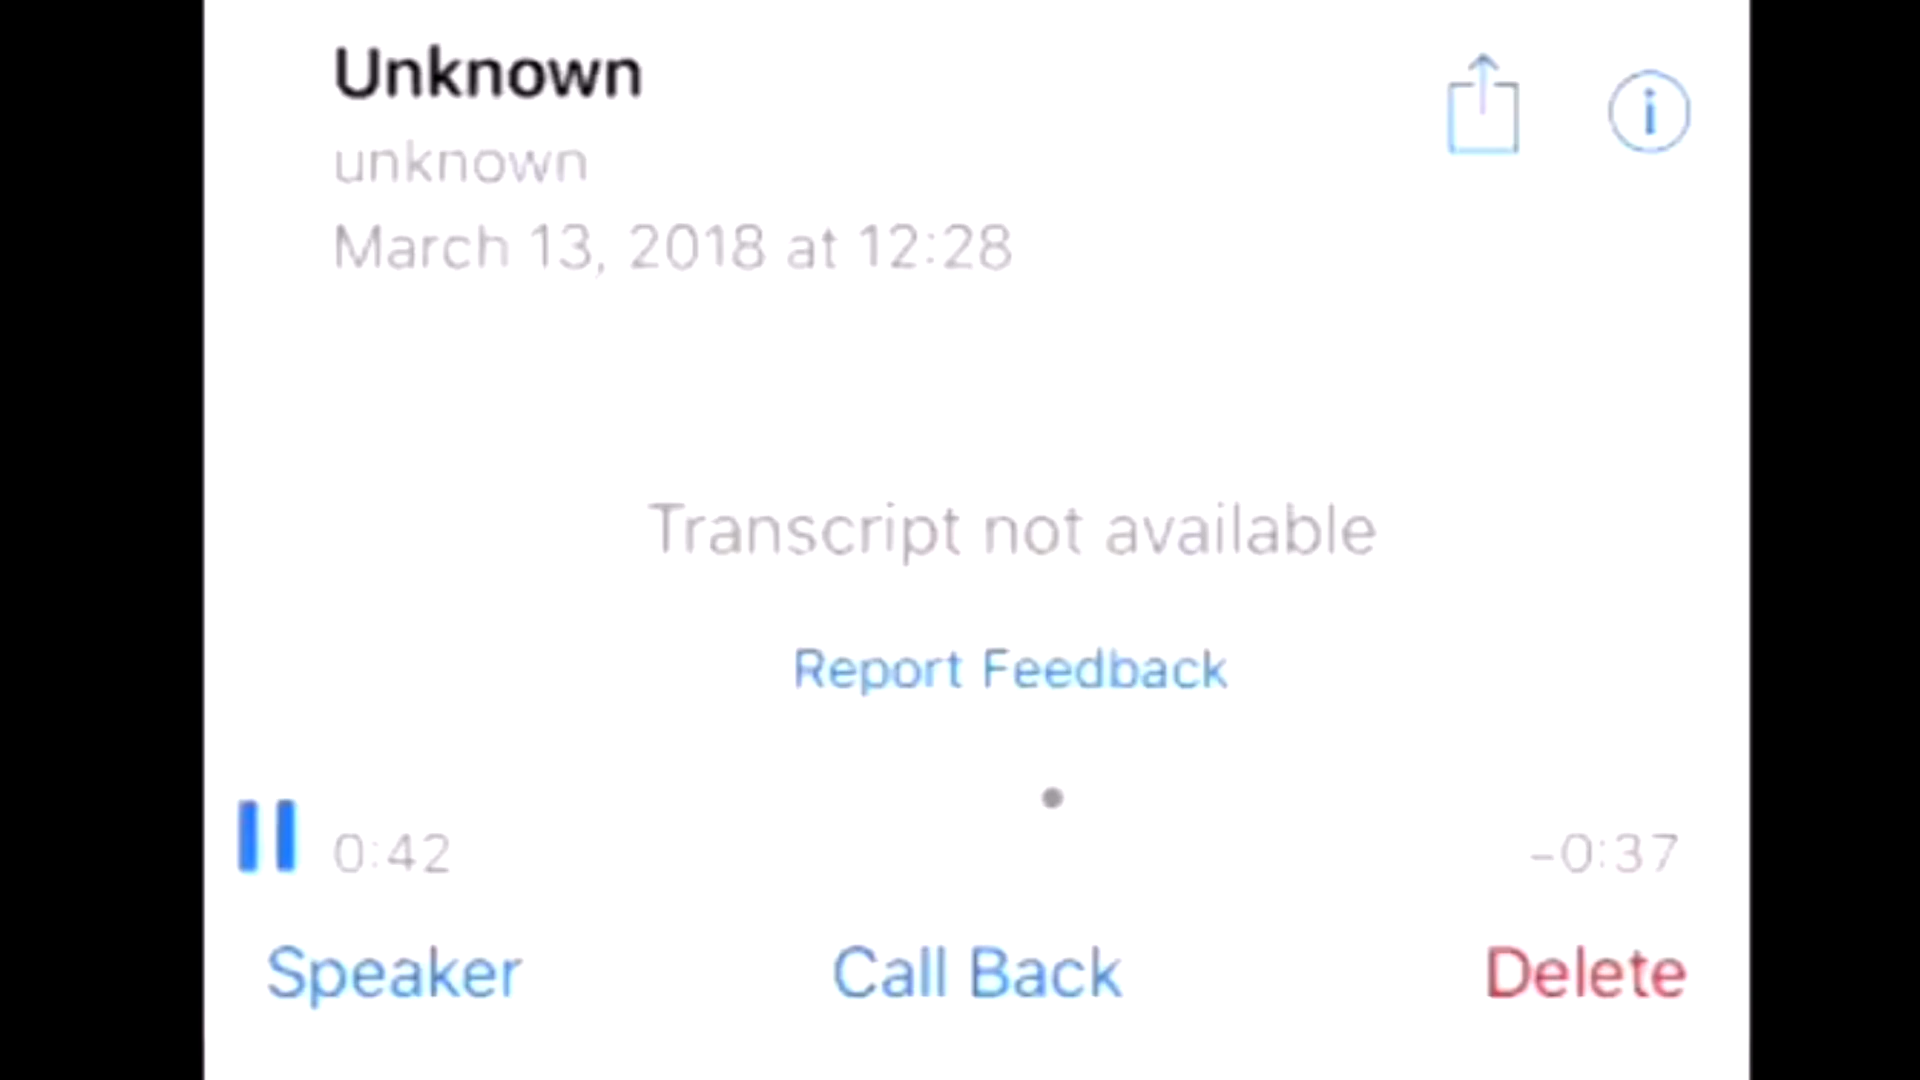 Unknown
unknown
March 13, 2018 at 12:28
Transcript not available
Report Feedback
0:42
-0:37
Speaker
Call Back
Delete